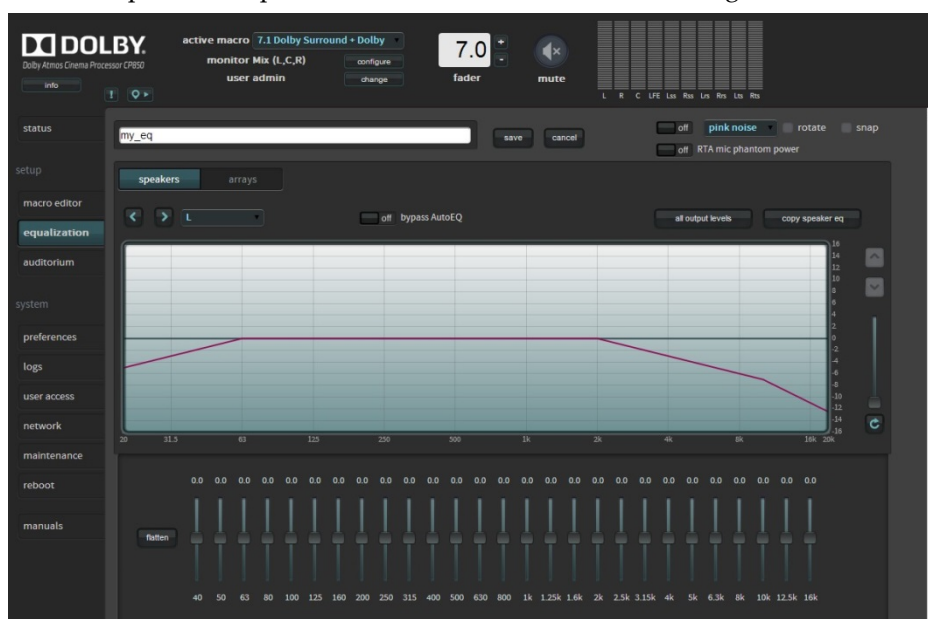 DOLBY.
Dolby Atmos Cinema Processor CP850
info
! 
active macro 7.1 Dolby Surround + Dolby
monitor Mix (L,C,R) configure
user admin change
7.0 + -
fader
mute
L R C LFE Lss Rss Lrs Rrs Lts Rts
status
setup
macro editor
equalization
auditorium
system
preferences
logs
user access
network
maintenance
reboot
manuals
my_eq save cancel
off pink noise rotate snap
off RTA mic phantom power
speakers arrays
L off bypass AutoEQ all output levels copy speaker eq
16
14
12
10
8
6
4
2
0
-2
-4
-6
-8
-10
-12
-14
-16
20 31.5 63 125 250 500 1k 2k 4k 8k 16k 20k
0.0 0.0 0.0 0.0 0.0 0.0 0.0 0.0 0.0 0.0 0.0 0.0 0.0 0.0 0.0 0.0 0.0 0.0 0.0 0.0 0.0 0.0 0.0 0.0 0.0 0.0 0.0
flatten
40 50 63 80 100 125 160 200 250 315 400 500 630 800 1k 1.25k 1.6k 2k 2.5k 3.15k 4k 5k 6.3k 8k 10k 12.5k 16k